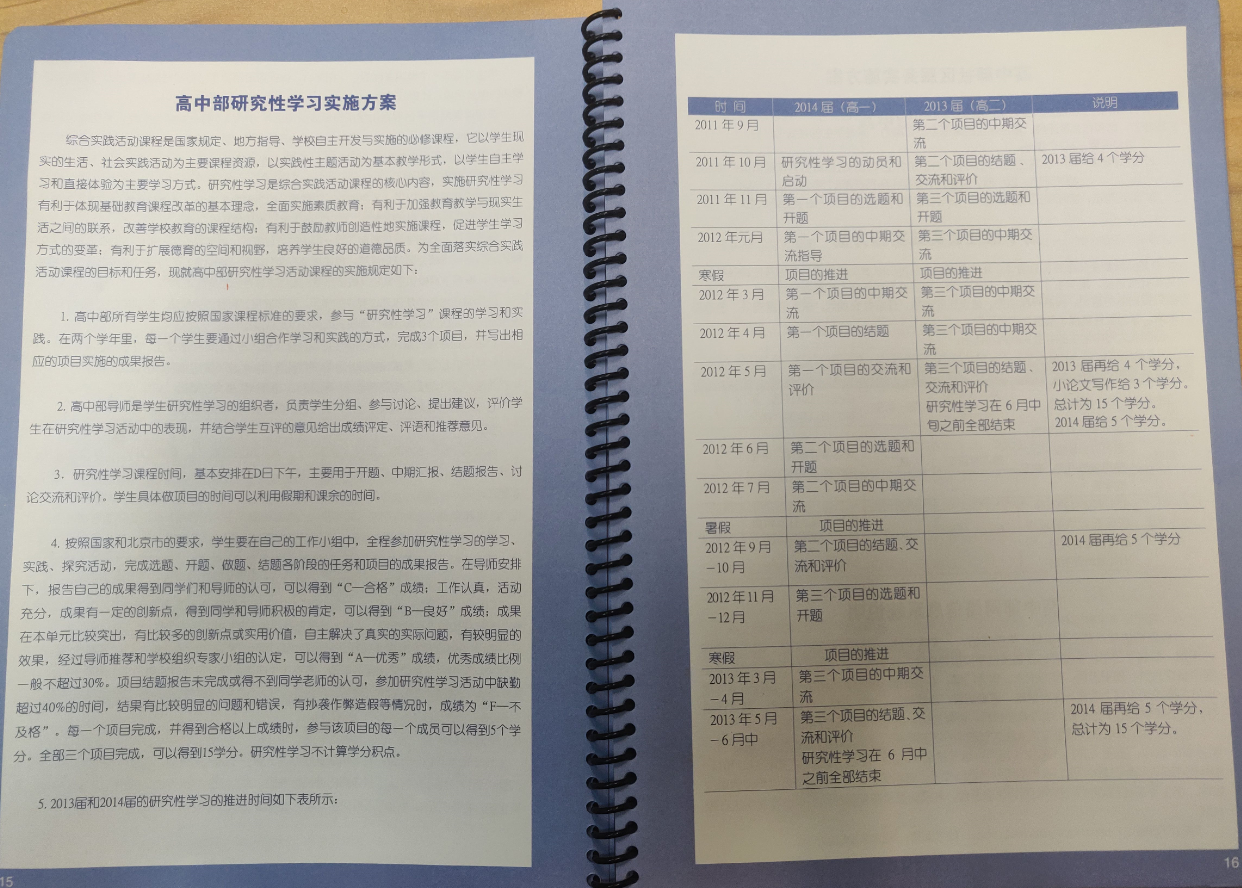 高中部研究性学习实施方案
综合实践活动课程是国家规定、地方指导、学校自主开发与实施的必修课程，它以学生现
实的生活、社会实践活动为主要课程资源，以实践性主题活动为基本教学形式，以学生自主学
习和直接体验为主要学习方式。研究性学习是综合实践活动课程的核心内容，实施研究性学习
有利于体现基础教育课程改革的基本理念，全面实施素质教育；有利于加强教育教学与现实生
活之间的联系，改善学校教育的课程结构；有利于鼓励教师创造性地实施课程，促进学生学习
方式的变革；有利于扩展德育的空间和视野，培养学生良好的道德品质。为全面落实综合实践
活动课程的目标和任务，现就高中部研究性学习活动课程的实施规定如下：
1. 高中部所有学生均应按照国家课程标准的要求，参与“研究性学习”课程的学习和实
践。在两个学年里，每一个学生要通过小组合作学习和实践的方式，完成3个项目，并写出相
应的项目实施的成果报告。
2. 高中部导师是学生研究性学习的组织者，负责学生分组、参与讨论、提出建议，评价学
生在研究性学习活动中的表现，并结合学生互评的意见给出成绩评定、评语和推荐意见。
3．研究性学习课程时间，基本安排在D日下午，主要用于开题、中期汇报、结题报告、讨
论交流和评价。学生具体做项目的时间可以利用假期和课余的时间。
4. 按照国家和北京市的要求，学生要在自己的工作小组中，全程参加研究性学习的学习、
实践、探究活动，完成选题、开题、做题、结题各阶段的任务和项目的成果报告。在导师安排
下，报告自己的成果得到同学们和导师的认可，可以得到“C—合格”成绩；工作认真，活动
充分，成果有一定的创新点，得到同学和导师积极的肯定，可以得到“B—良好”成绩；成果
在本单元比较突出，有比较多的创新点或实用价值，自主解决了真实的实际问题，有较明显的
效果，经过导师推荐和学校组织专家小组的认定，可以得到“A—优秀”成绩，优秀成绩比例
一般不超过30%。项目结题报告未完成或得不到同学老师的认可，参加研究性学习活动中缺勤
超过40%的时间，结果有比较明显的问题和错误，有抄袭作弊造假等情况时，成绩为“F—不
及格”。每一个项目完成，并得到合格以上成绩时，参与该项目的每一个成员可以得到5个学
分。全部三个项目完成，可以得到15学分。研究性学习不计算学分积点。
5. 2013届和2014届的研究性学习的推进时间如下表所示：
15
时 间 2014 届（高一） 2013 届（高二） 说明
2011 年 9 月 第二个项目的中期交
流
2011 年 10 月 研究性学习的动员和 第二个项目的结题、 2013 届给 4 个学分
启动 交流和评价
2011 年 11 月 第一个项目的选题和 第三个项目的选题和
开题 开题
2012 年元月 第一个项目的中期交 第三个项目的中期交
流指导 流
寒假 项目的推进 项目的推进
2012 年 3 月 第一个项目的中期交 第三个项目的中期交
流 流
2012 年 4 月 第一个项目的结题 第三个项目的中期交
流
2012 年 5 月 第一个项目的交流和 第三个项目的结题、 2013 届再给 4 个学分，
评价 交流和评价 小论文写作给 3 个学分。
研究性学习在 6 月中 总计为 15 个学分。
旬之前全部结束 2014 届给 5 个学分。
2012 年 6 月 第二个项目的选题和
开题
2012 年 7 月 第二个项目的中期交
流
暑假 项目的推进
2012 年 9 月 第二个项目的结题、交 2014 届再给 5 个学分
－10 月 流和评价
2012 年 11 月 第三个项目的选题和
－12 月 开题
寒假 项目的推进
2013 年 3 月 第三个项目的中期交
－4 月 流
2013 年 5 月 第三个项目的结题、交 2014 届再给 5 个学分，
－6 月中 流和评价 总计为 15 个学分。
研究性学习在 6 月中
之前全部结束
16